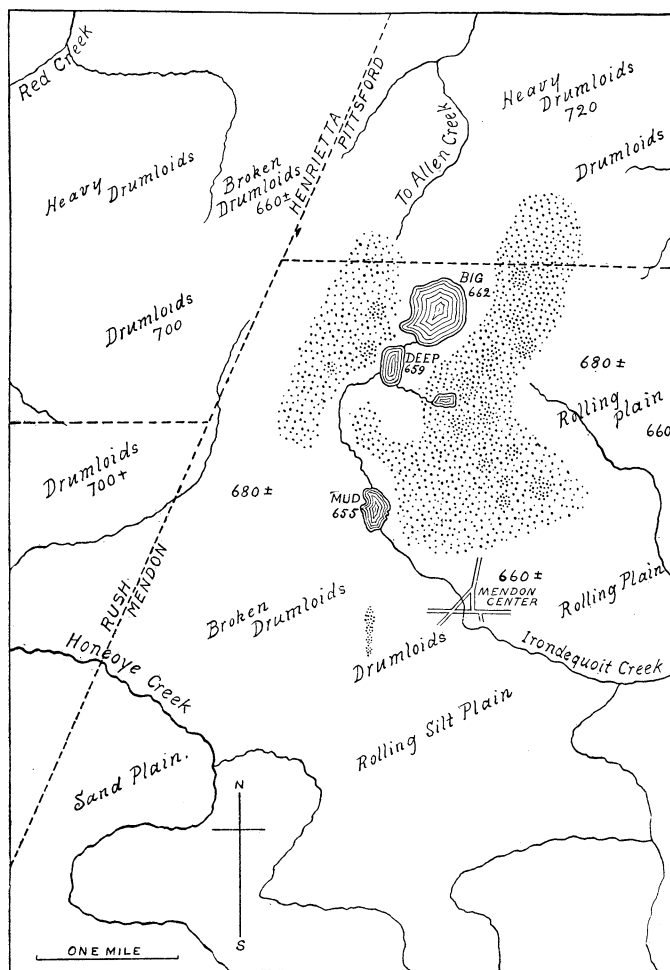 Red Creek
Heavy
Drumloids
720
HENRIETTA
PITTSFORD
To Allen Creek
Drumloids
Broken
Drumloids
660±
Heavy Drumloids
BIG
662
Drumloids
700
DEEP
659
680±
Rolling Plain
660
Drumloids
700+
680±
MUD
655
660±
MENDON
CENTER
Rolling Plain
RUSH
MENDON
Broken
Drumloids
Drumloids
Irondequoit Creek
Honeoye Creek
Rolling Silt Plain
Sand Plain.
N
S
ONE MILE